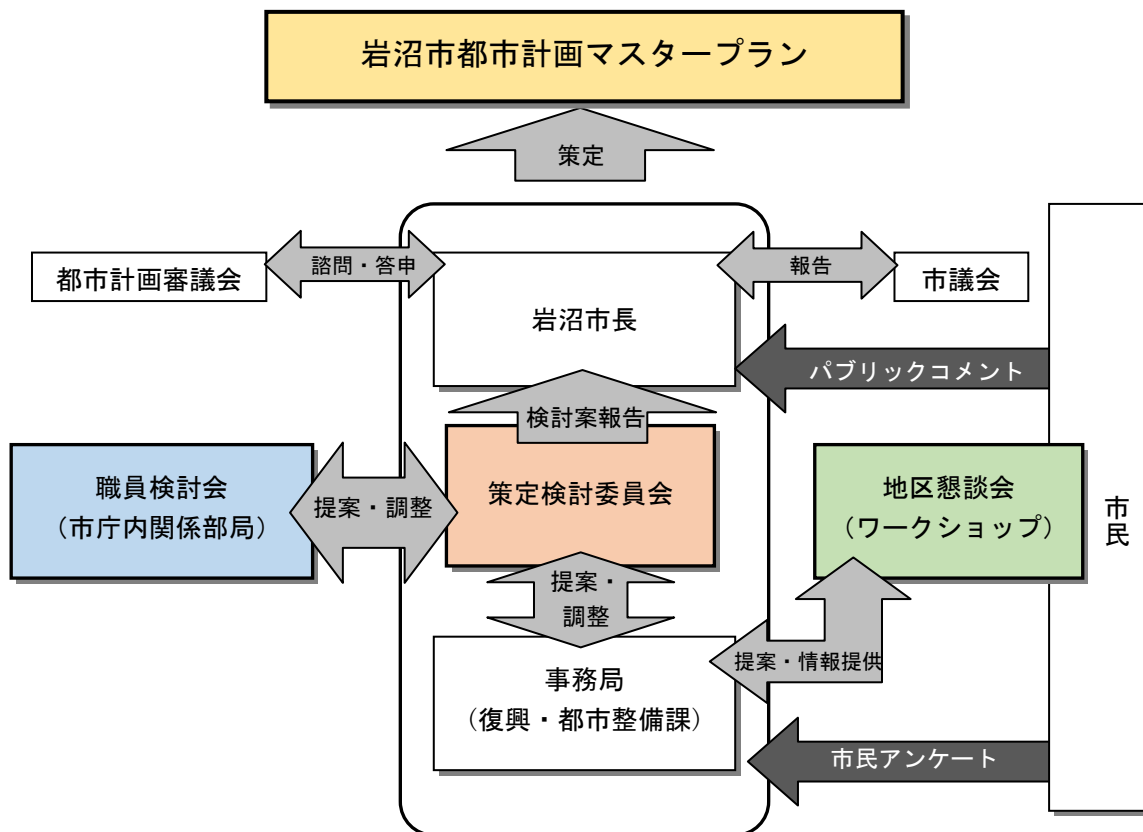 岩沼市都市計画マスタープラン
策定
都市計画審議会
諮問・答申
報告
市議会
岩沼市長
パブリックコメント
検討案報告
職員検討会
（市庁内関係部局）
提案・調整
策定検討委員会
地区懇談会
（ワークショップ）
市民
提案・
調整
提案・情報提供
事務局
（復興・都市整備課）
市民アンケート